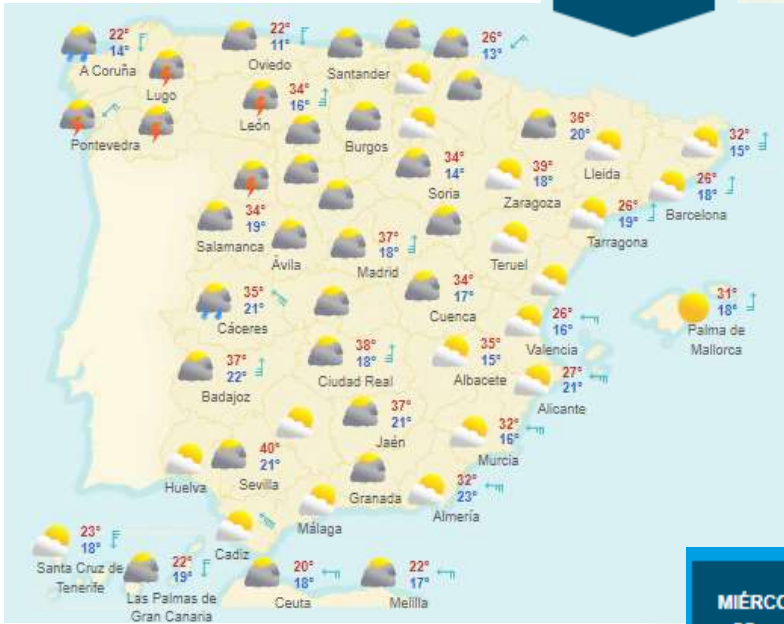 22°
14°
A Coruña
22°
11°
Oviedo
Santander
26°
13°
Lugo
34°
16°
León
Burgos
36°
20°
32°
15°
Pontevedra
34°
14°
Soria
39°
18°
Zaragoza
Lleida
26°
18°
Barcelona
34°
19°
Salamanca
Ávila
37°
18°
Madrid
Teruel
26°
19°
Tarragona
35°
21°
Cáceres
34°
17°
Cuenca
26°
16°
Valencia
31°
18°
Palma de
Mallorca
37°
22°
Badajoz
38°
18°
Ciudad Real
35°
15°
Albacete
27°
21°
Alicante
37°
21°
Jaén
32°
16°
Murcia
Huelva
40°
21°
Sevilla
Granada
32°
23°
Almería
Málaga
Cadiz
23°
18°
Santa Cruz de
Tenerife
22°
19°
Las Palmas de
Gran Canaria
20°
18°
Ceuta
22°
17°
Melilla
MIÉRCO